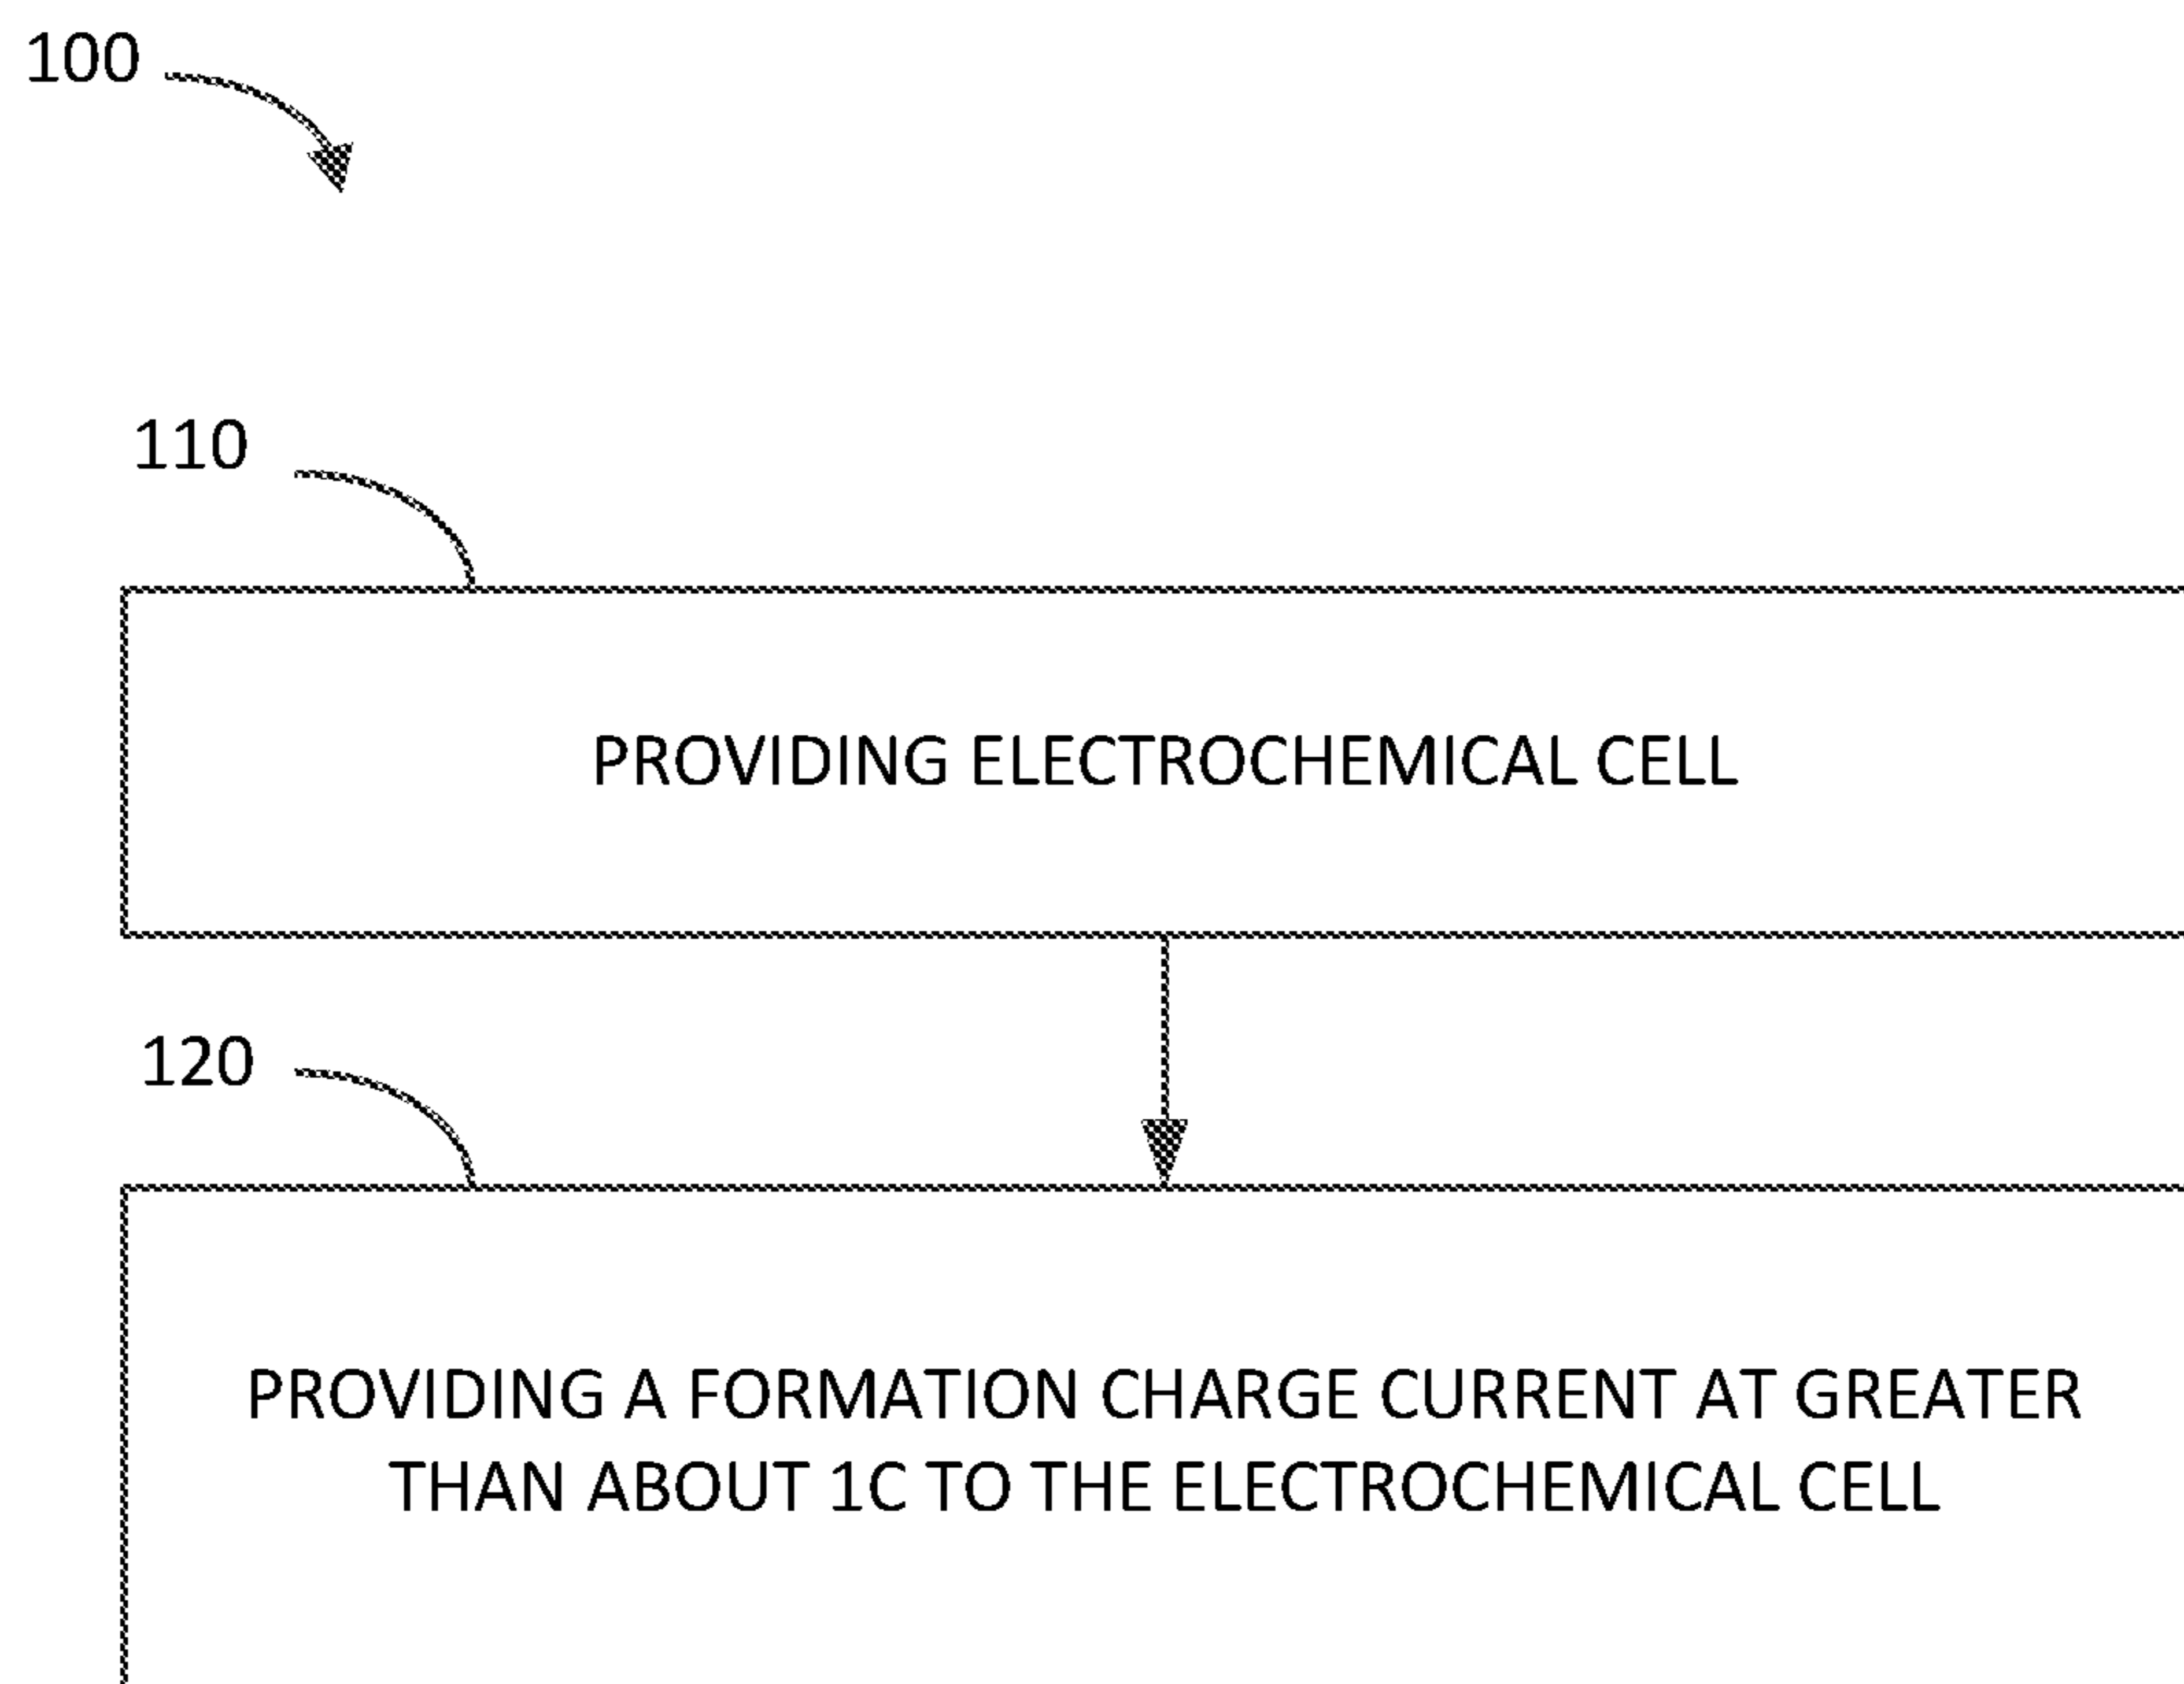 100
110
PROVIDING ELECTROCHEMICAL CELL
120
PROVIDING A FORMATION CHARGE CURRENT AT GREATER
THAN ABOUT 1C TO THE ELECTROCHEMICAL CELL